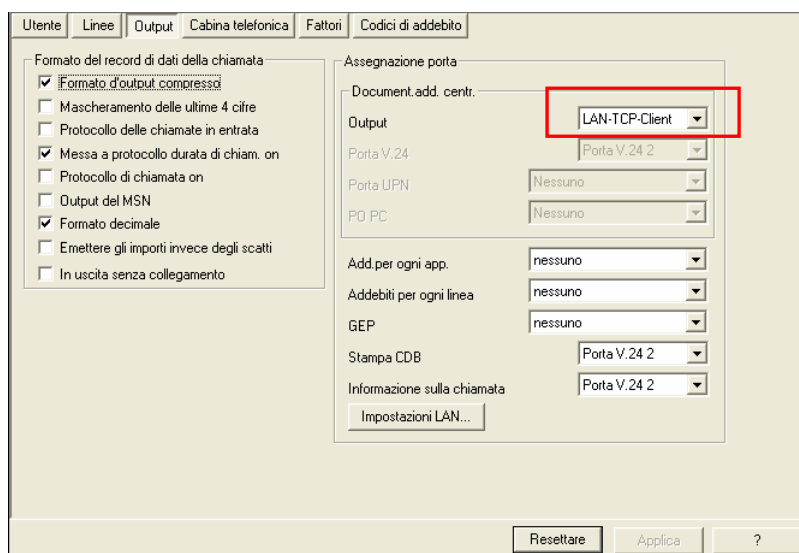 Utente Linee Output Cabina telefonica Fattori Codici di addebito
Formato del record di dati della chiamata
Formato d'output compresso
Mascheramento delle ultime 4 cifre
Protocollo delle chiamate in entrata
Messa a protocollo durata di chiam. on
Protocollo di chiamata on
Output del MSN
Formato decimale
Emettere gli importi invece degli scatti
In uscita senza collegamento
Assegnazione porta
Document.add. centr.
Output LAN-TCP-Client
Porta V.24 Porta V.24 2
Porta UPN Nessuno
PO PC Nessuno
Add.per ogni app. nessuno
Addebiti per ogni linea nessuno
GEP nessuno
Stampa CDB Porta V.24 2
Informazione sulla chiamata Porta V.24 2
Impostazioni LAN...
Resettare Applica ?